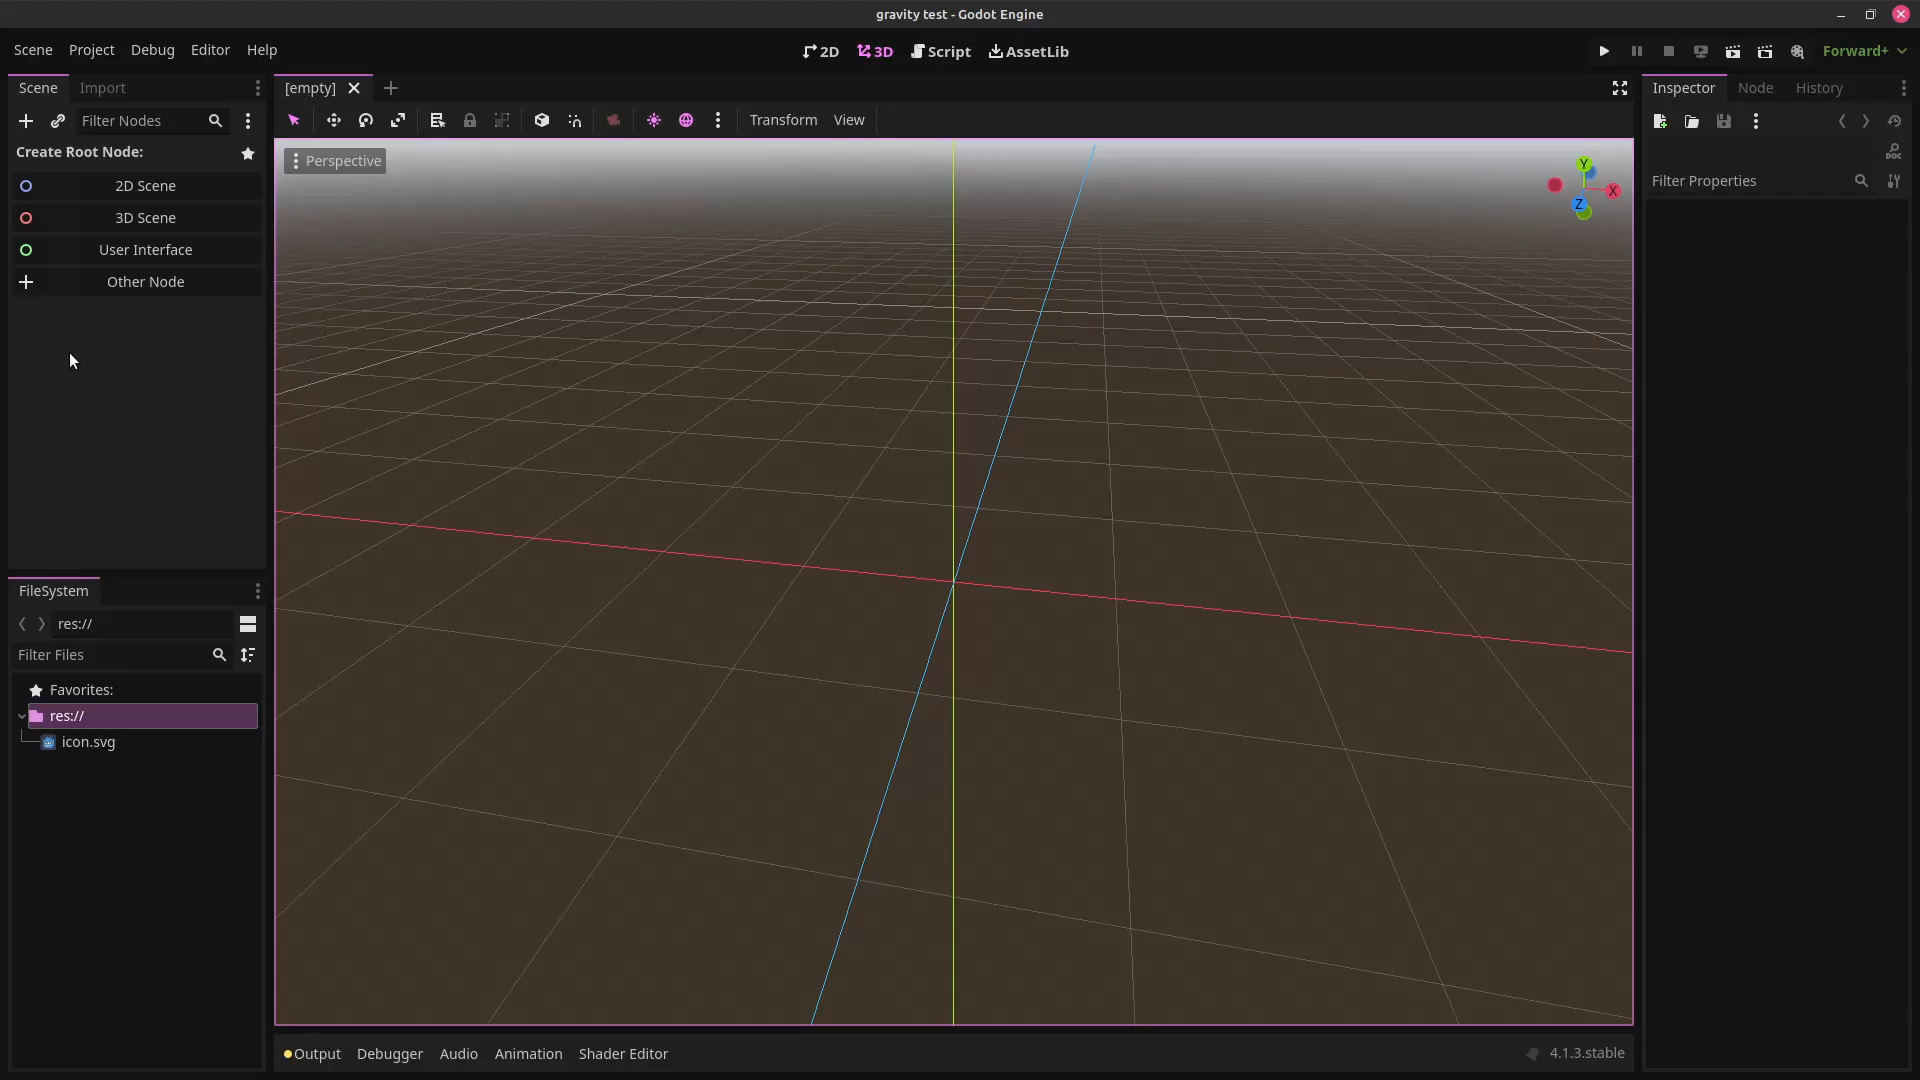 gravity test - Godot Engine
Scene Project Debug Editor Help
2D 3D Script AssetLib
Forward+
Scene Import
[empty]
Inspector Node History
Filter Nodes
Transform View
Create Root Node:
Perspective
2D Scene
3D Scene
User Interface
Other Node
Y
X
Z
DOC
Filter Properties
FileSystem
res://
Filter Files
Favorites:
res://
icon.svg
Output Debugger Audio Animation Shader Editor
4.1.3.stable